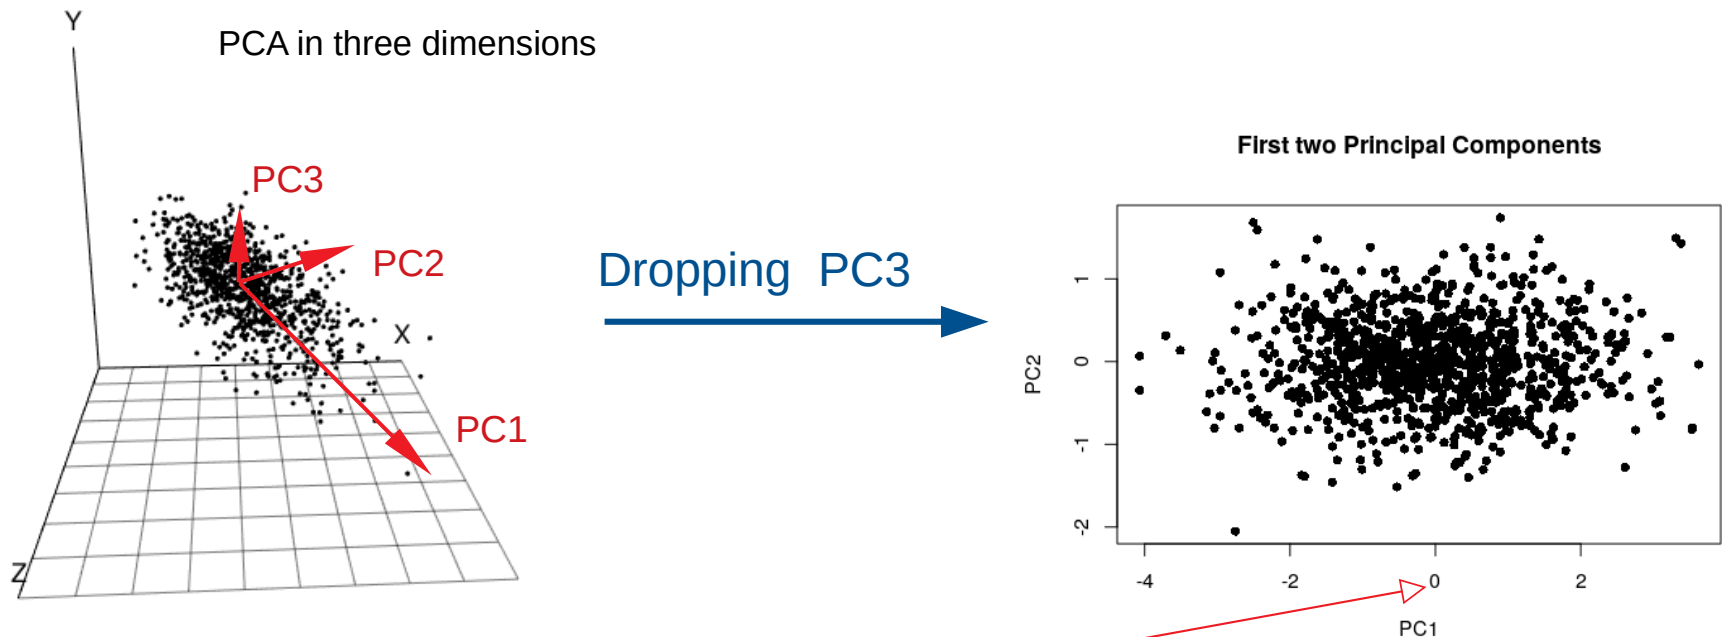 Y
PCA in three dimensions
PC3
PC2
X
PC1
Z
Dropping PC3
First two Principal Components
PC2
1
0
-1
-2
-4 -2 0 2
PC1